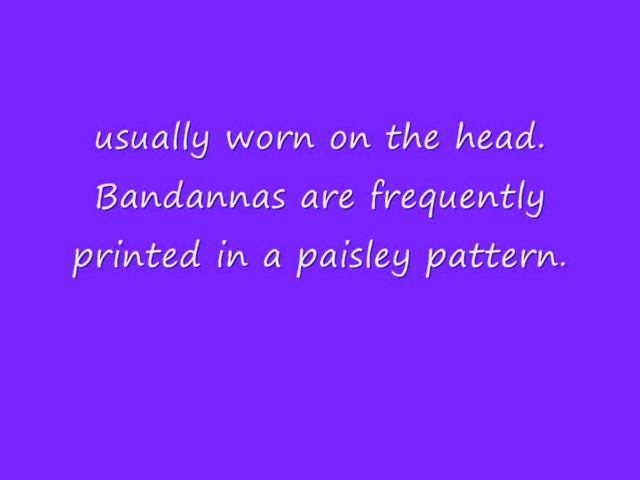 usually worn on the head.
Bandannas are frequently
printed in a paisley pattern.